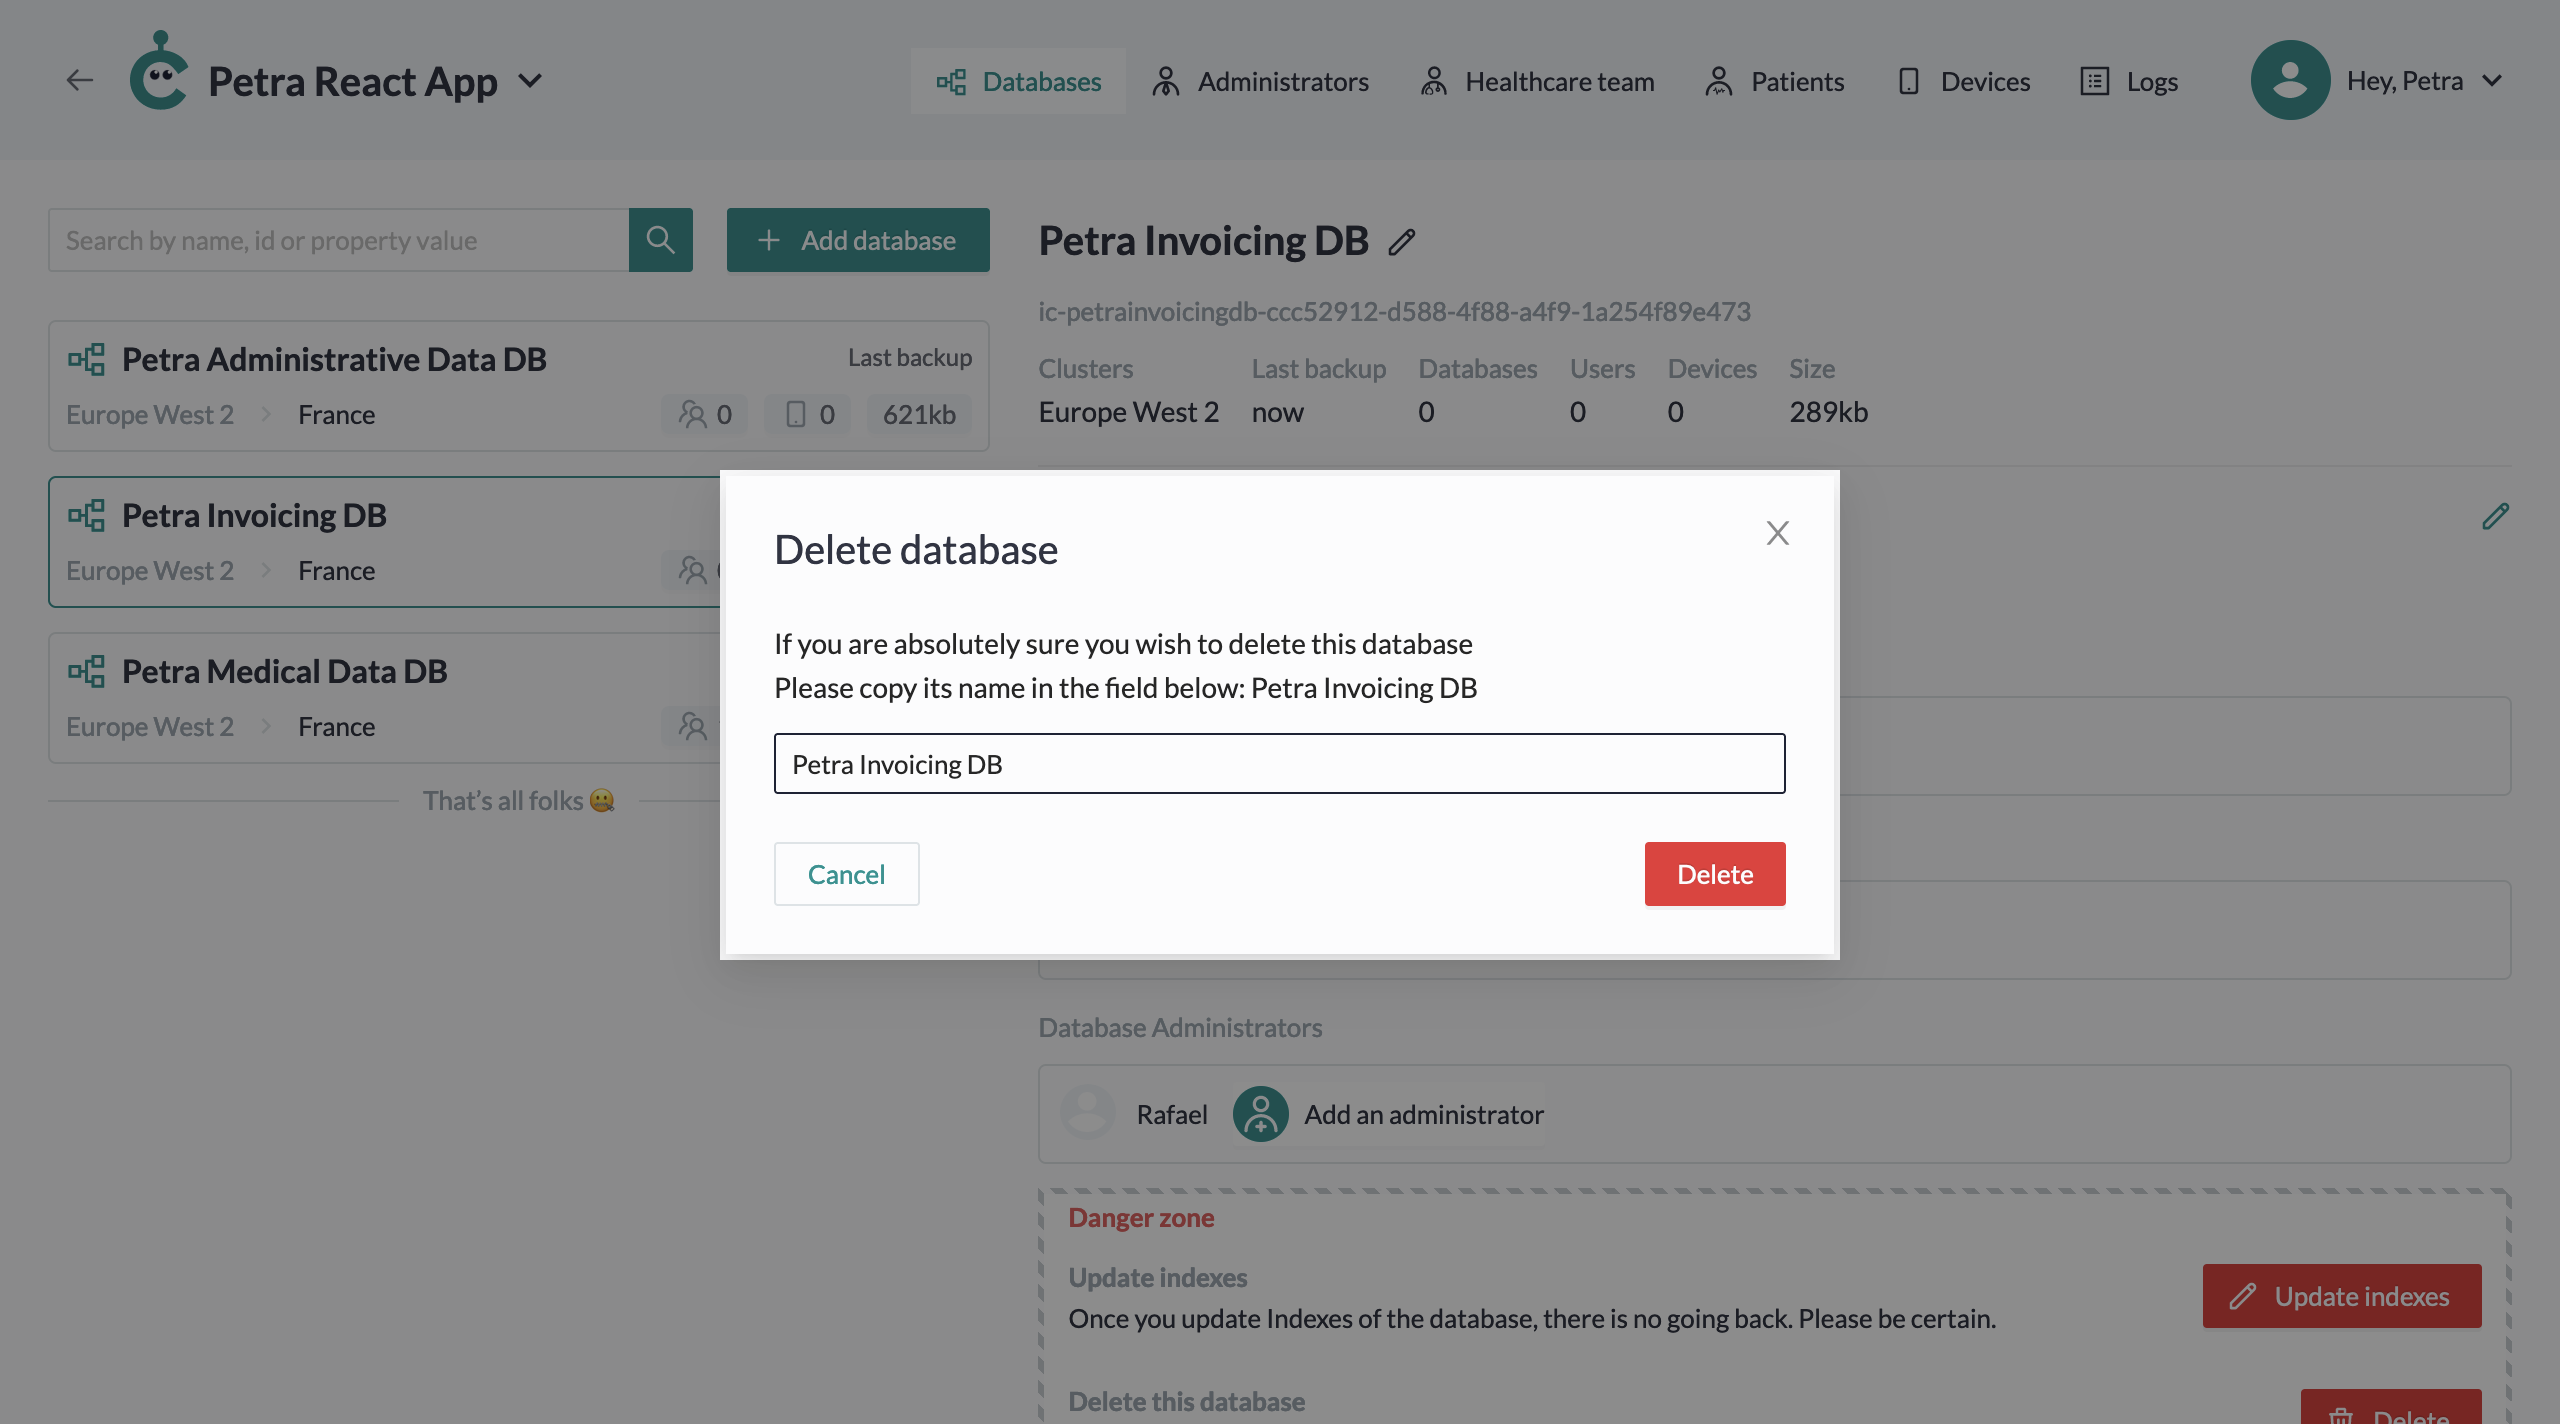 Petra React App
Databases
Administrators
Healthcare team
Patients
Devices
Logs
Hey, Petra
Search by name, id or property value
Add database
Petra Administrative Data DB
Last backup
Europe West 2
France
0
0
621kb
Petra Invoicing DB
Europe West 2
France
Petra Medical Data DB
Europe West 2
France
That's all folks 🤐
Petra Invoicing DB
ic-petrainvoicingdb-ccc52912-d588-4f88-a4f9-1a254f89e473
Clusters Last backup Databases Users Devices Size
Europe West 2 now 0 0 0 289kb
Delete database
If you are absolutely sure you wish to delete this database
Please copy its name in the field below: Petra Invoicing DB
Petra Invoicing DB
Cancel
Delete
Database Administrators
Rafael
Add an administrator
Danger zone
Update indexes
Once you update Indexes of the database, there is no going back. Please be certain.
Update indexes
Delete this database
Delete